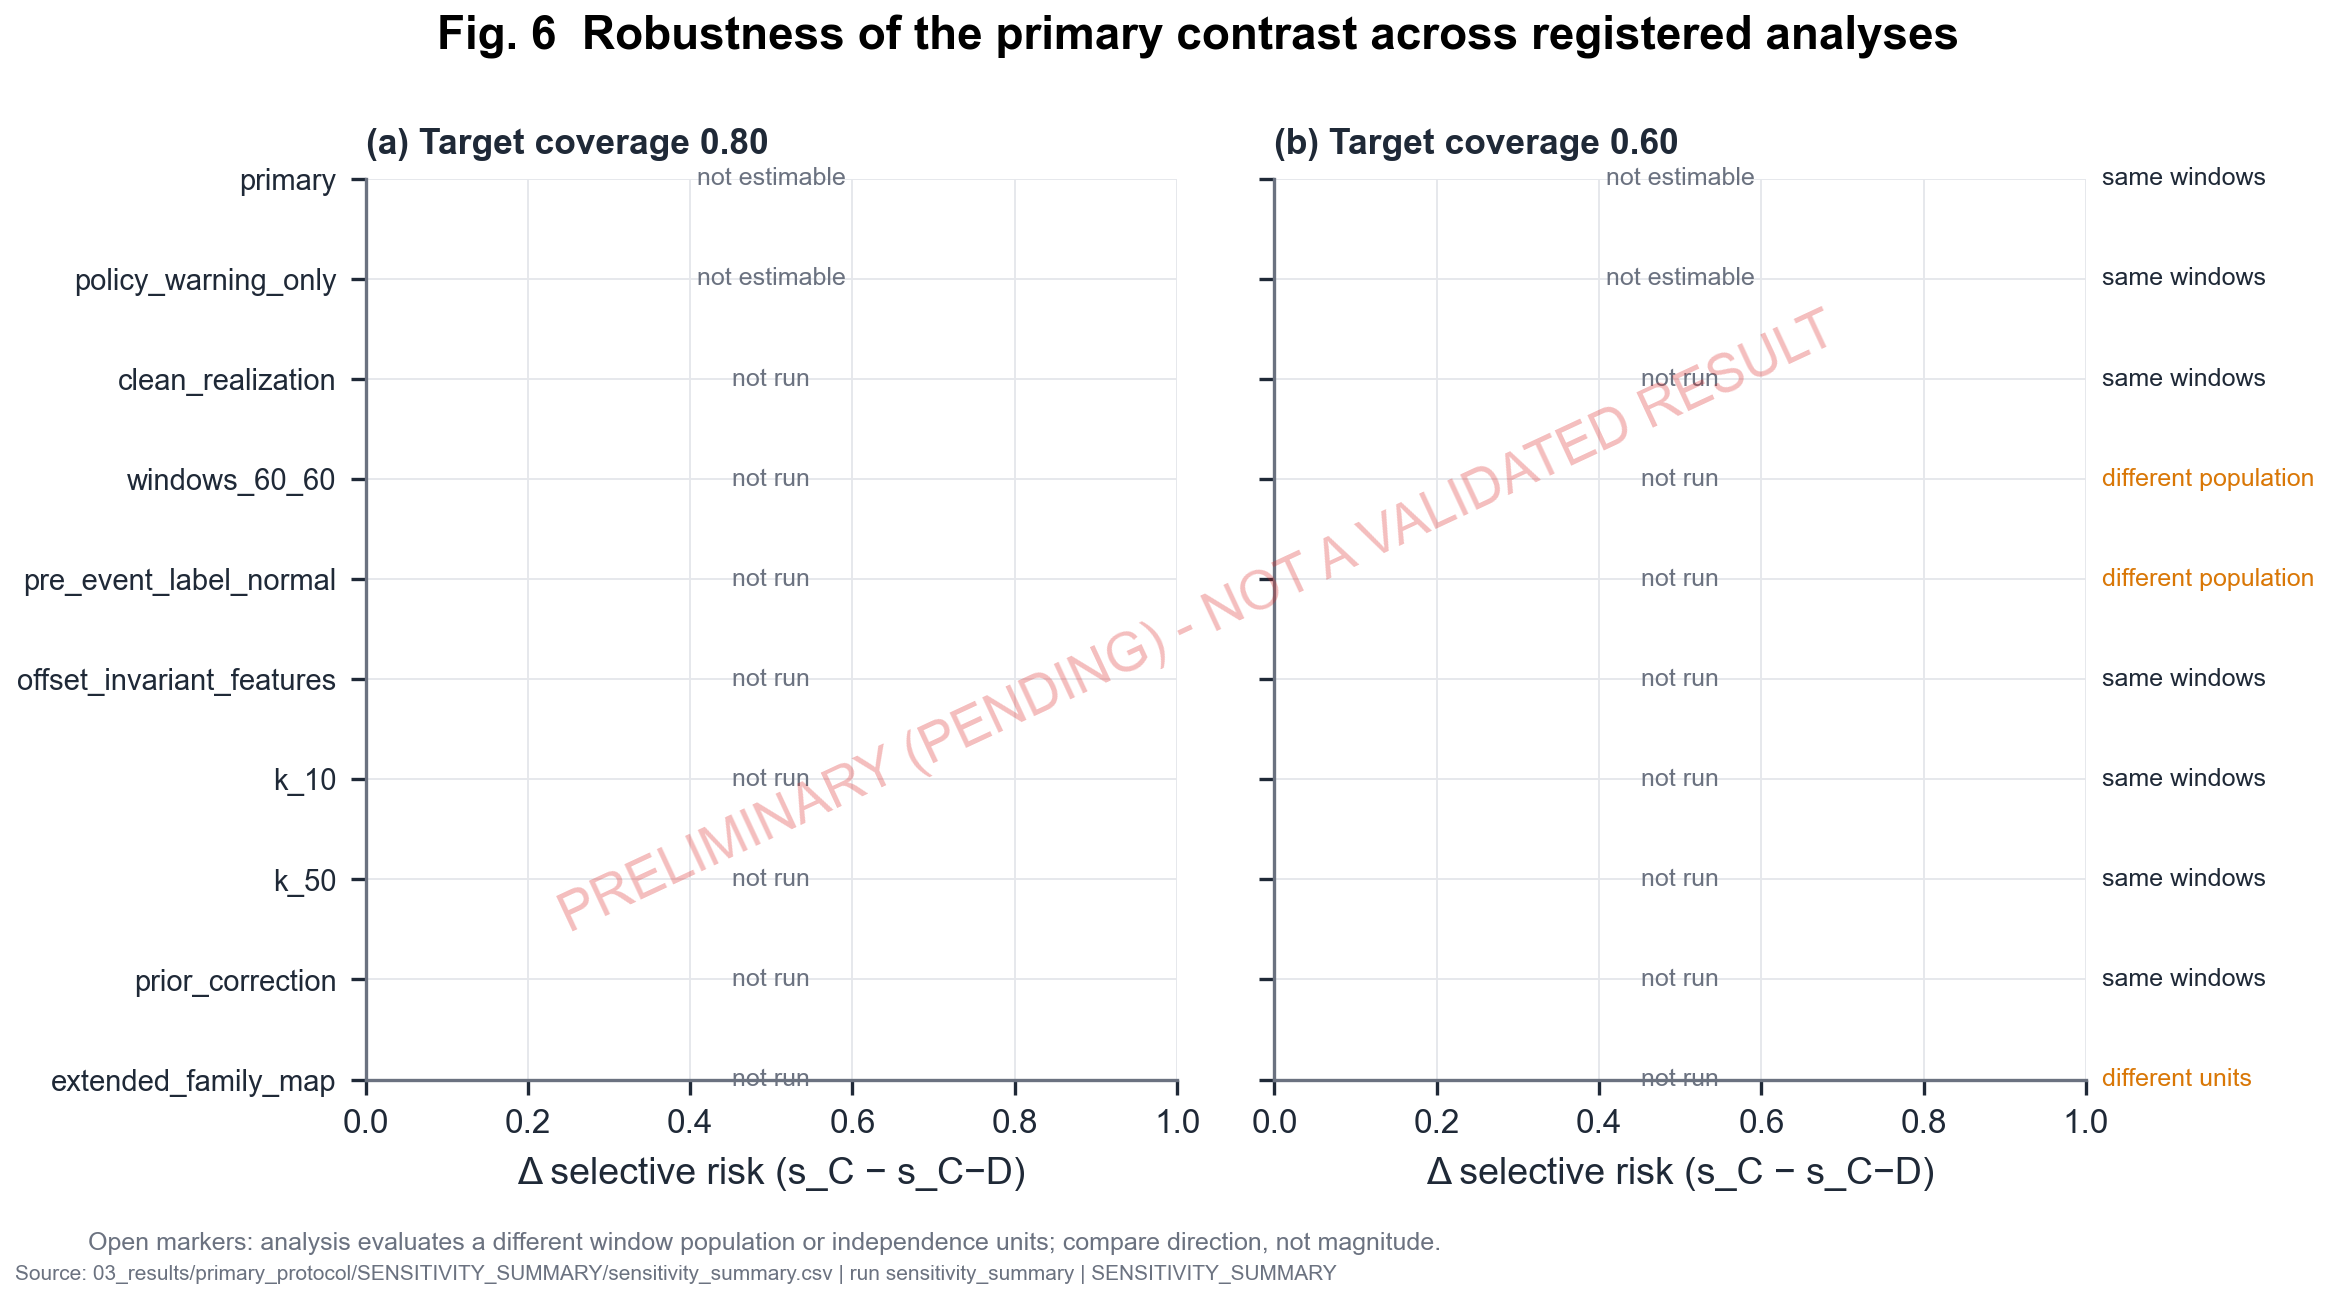 Fig. 6  Robustness of the primary contrast across registered analyses
(a) Target coverage 0.80
(b) Target coverage 0.60
primary
not estimable
not estimable
same windows
policy_warning_only
not estimable
not estimable
same windows
clean_realization
not run
not run
same windows
windows_60_60
not run
not run
different population
pre_event_label_normal
not run
not run
different population
offset_invariant_features
not run
not run
same windows
k_10
not run
not run
same windows
k_50
not run
not run
same windows
prior_correction
not run
not run
same windows
extended_family_map
not run
not run
different units
PRELIMINARY (PENDING) - NOT A VALIDATED RESULT
0.0 0.2 0.4 0.6 0.8 1.0
0.0 0.2 0.4 0.6 0.8 1.0
Δ selective risk (s_C − s_C−D)
Δ selective risk (s_C − s_C−D)
Open markers: analysis evaluates a different window population or independence units; compare direction, not magnitude.
Source: 03_results/primary_protocol/SENSITIVITY_SUMMARY/sensitivity_summary.csv | run sensitivity_summary | SENSITIVITY_SUMMARY